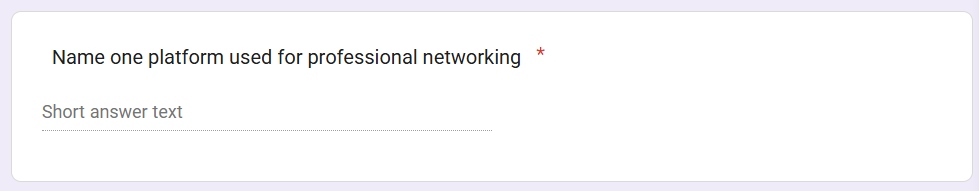 Name one platform used for professional networking *
Short answer text